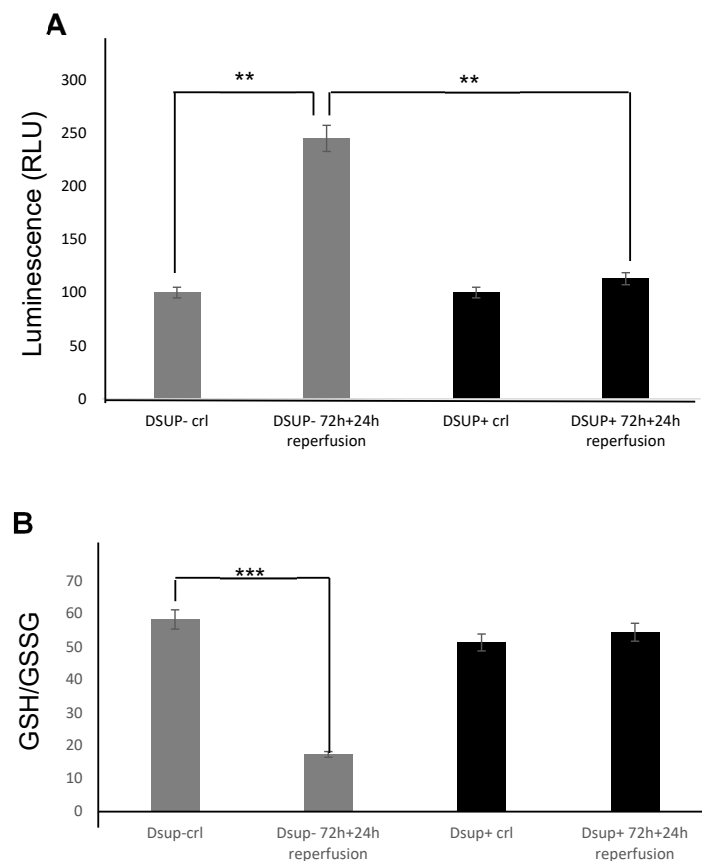 A
Luminescence (RLU)
300
250
200
150
100
50
0
**
**
DSUP- crl
DSUP- 72h+24h
reperfusion
DSUP+ crl
DSUP+ 72h+24h
reperfusion
B
GSH/GSSG
70
60
50
40
30
20
10
0
***
Dsup-crl
Dsup- 72h+24h
reperfusion
Dsup+ crl
Dsup+ 72h+24h
reperfusion